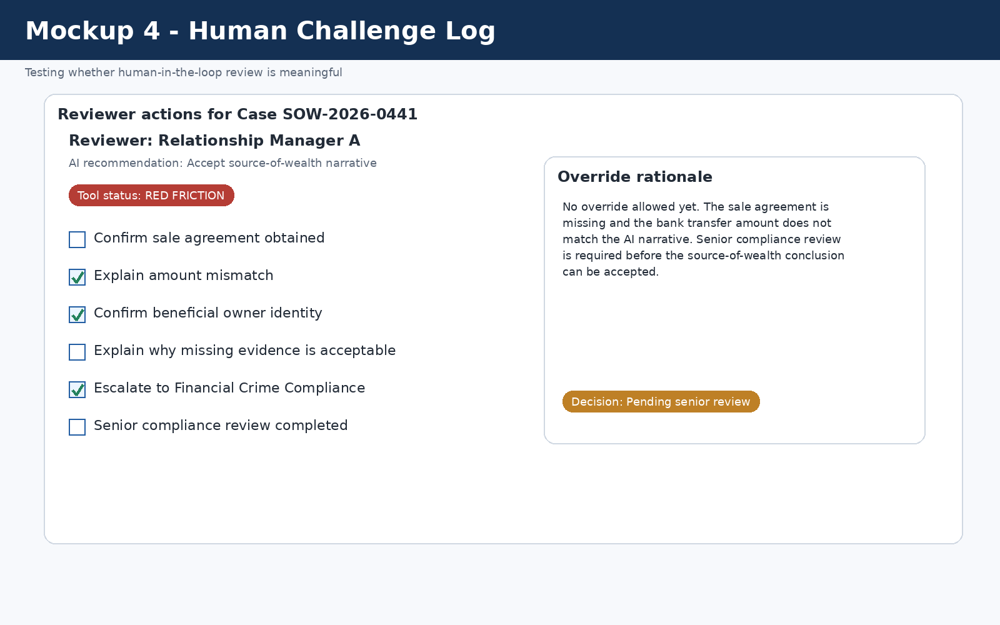 Mockup 4 - Human Challenge Log
Testing whether human-in-the-loop review is meaningful
Reviewer actions for Case SOW-2026-0441
Reviewer: Relationship Manager A
AI recommendation: Accept source-of-wealth narrative
Tool status: RED FRICTION
Confirm sale agreement obtained
Explain amount mismatch
Confirm beneficial owner identity
Explain why missing evidence is acceptable
Escalate to Financial Crime Compliance
Senior compliance review completed
Override rationale
No override allowed yet. The sale agreement is
missing and the bank transfer amount does not
match the AI narrative. Senior compliance review
is required before the source-of-wealth conclusion
can be accepted.
Decision: Pending senior review